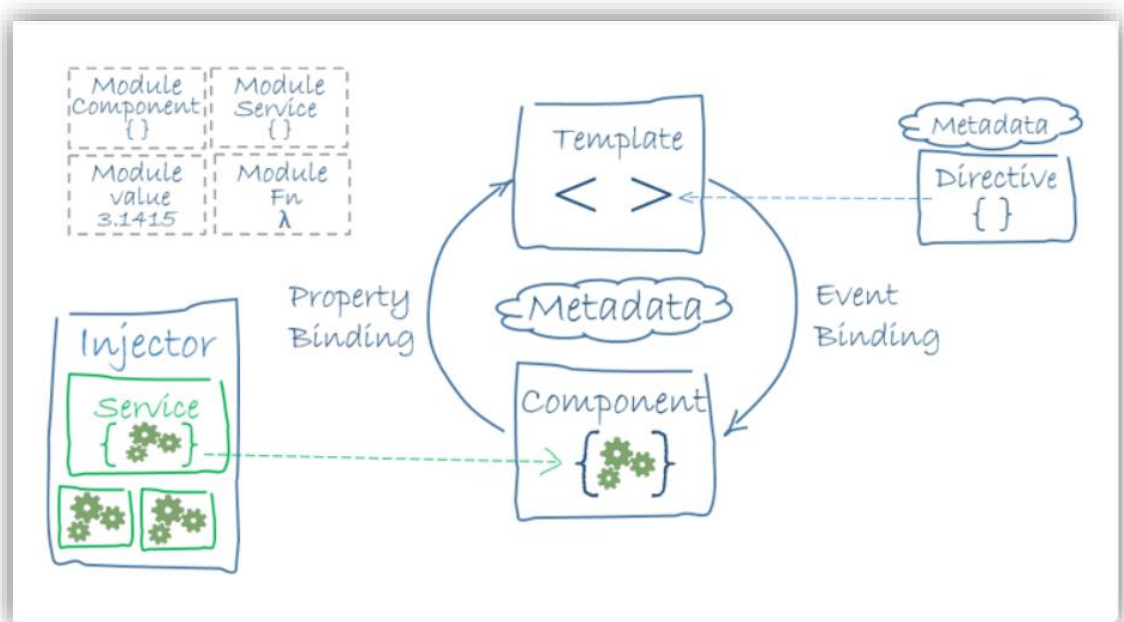 Module
Component
{ }
Module
Service
{ }
Module
value
3.1415
Module
Fn
λ
Template
< >
Metadata
Directive
{ }
Property
Binding
Metadata
Event
Binding
Injector
Service
{ }
Component
{ }